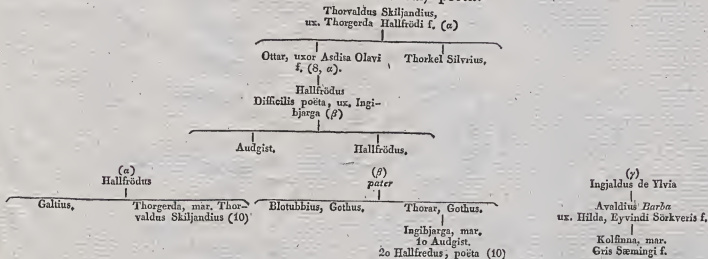 Thorvaldus Skiljandius,
ux. Thorgerda Hallfrödi f. (α)
Ottar, uxor Asdisa Olavi
f. (8, α).
Thorkel Silvrius.
Hallfrödus
Difficilis poëta, ux. Ingi-
bjarga (β)
Audgist.
Hallfrödus.
(α)
Hallfrödus
Galtius.
Thorgerda, mar. Thor-
valdus Skiljandius (10)
(β)
pater
Blotubbius, Gothus.
Thorar, Gothus.
Ingibjarga, mar.
1o Audgist.
2o Hallfredus, poëta (10)
(γ)
Ingjaldus de Ylvia
Avaldius Barba
ux. Hilda, Eyvindi Sörkveris f.
Kolfinna, mar.
Gris Sæmingi f.